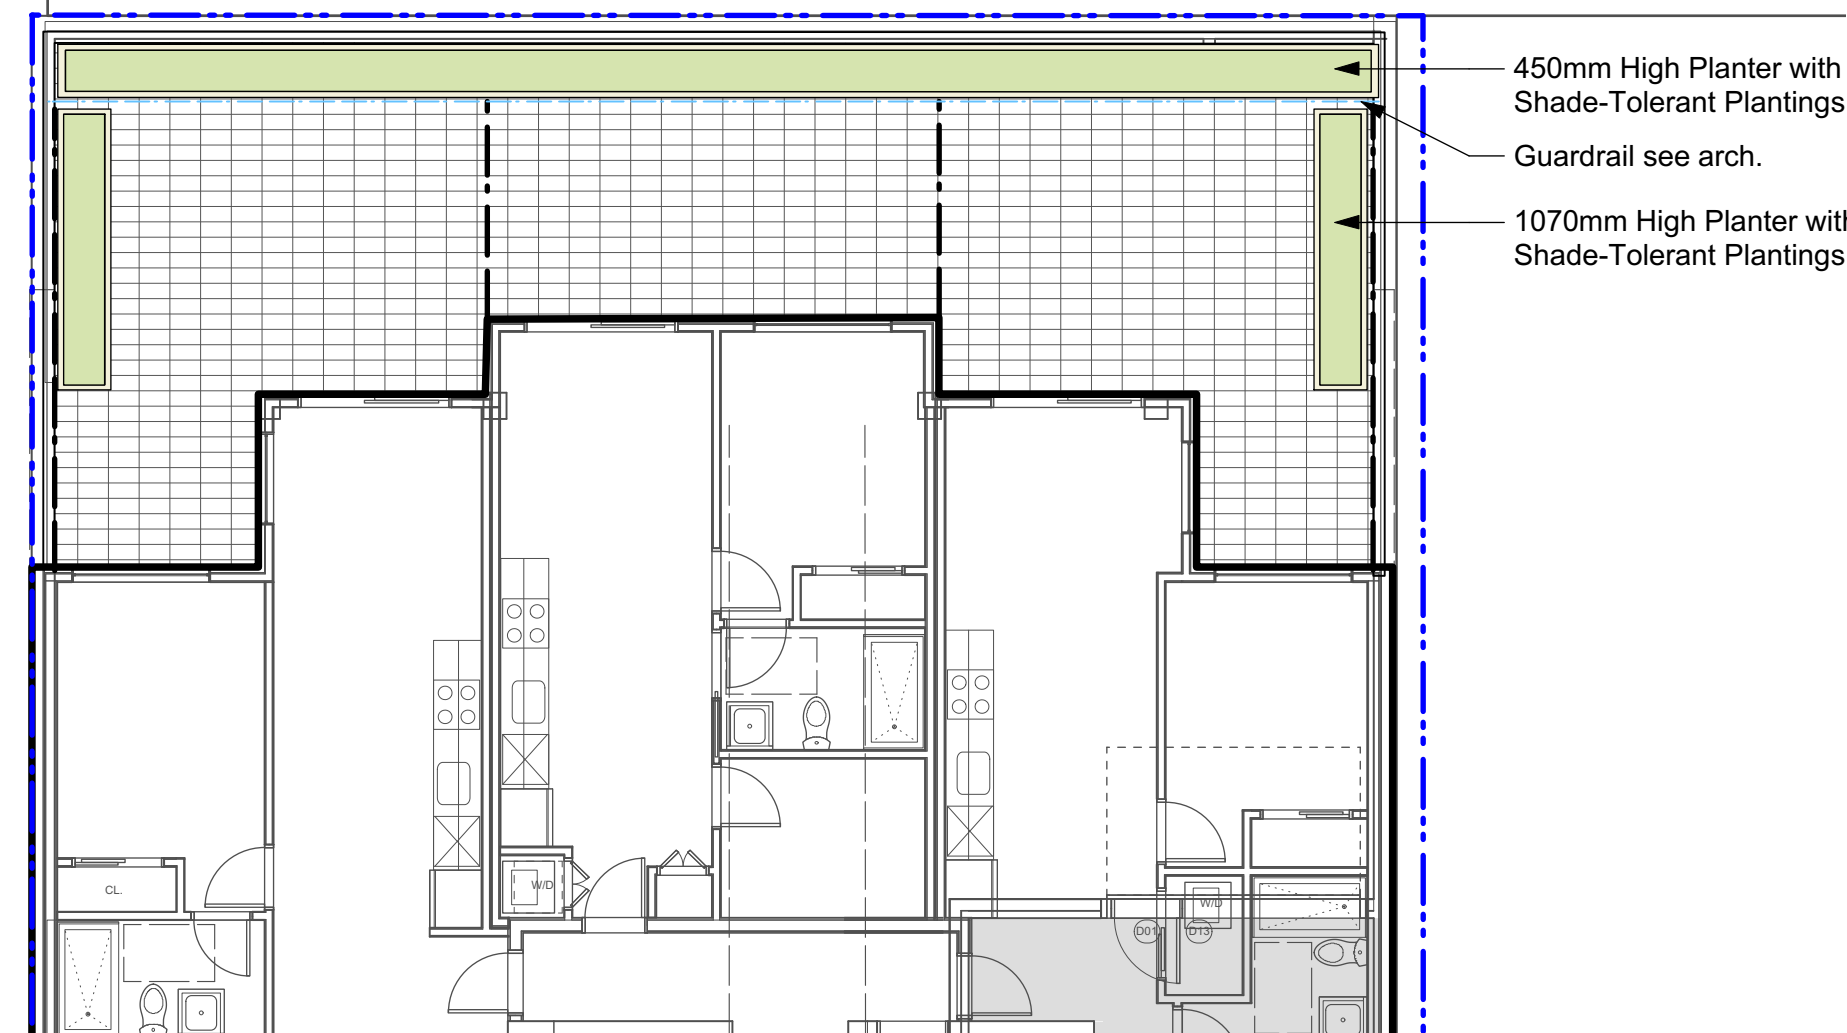 450mm High Planter with
Shade-Tolerant Plantings
Guardrail see arch.
1070mm High Planter with
Shade-Tolerant Plantings
CL.
W/D
W/D
D01
D13